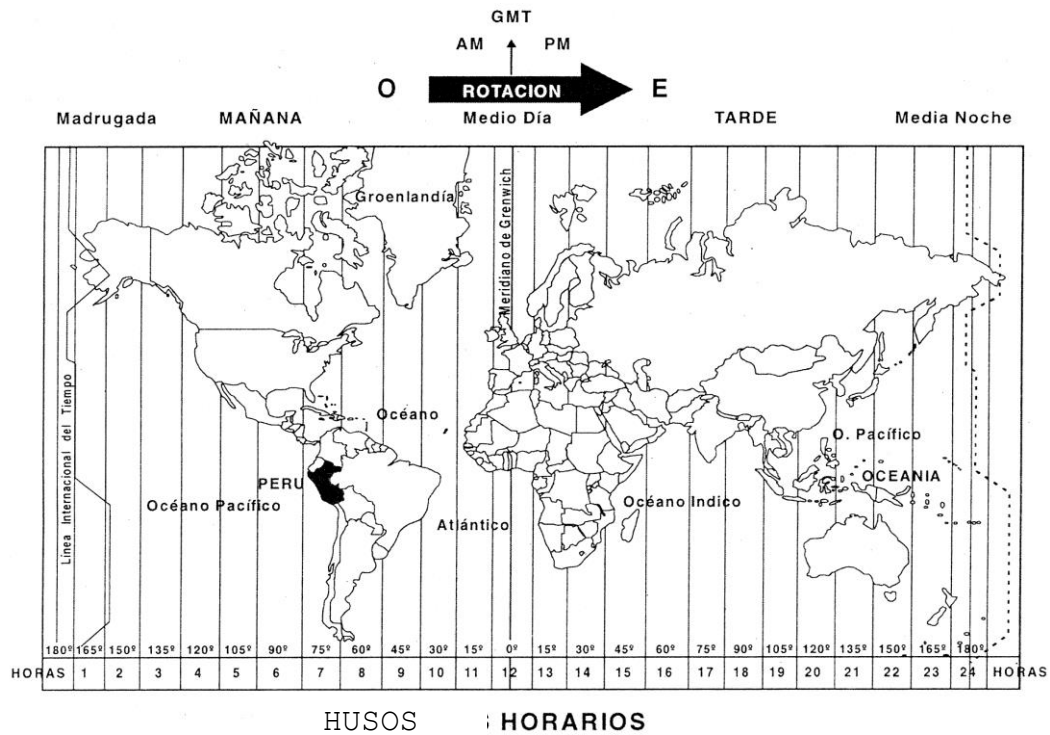 GMT
AM PM
O ROTACION E
Madrugada MAÑANA Medio Día TARDE Media Noche
Groenlandía
Meridiano de Grenwich
Linea Internacional del Tiempo
Océano
O. Pacífico
PERU OCEANIA
Océano Pacífico Atlántico Océano Indico
180º 165º 150º 135º 120º 105º 90º 75º 60º 45º 30º 15º 0º 15º 30º 45º 60º 75º 90º 105º 120º 135º 150º 165º 180º
HORAS 1 2 3 4 5 6 7 8 9 10 11 12 13 14 15 16 17 18 19 20 21 22 23 24 HORAS
HUSOS HORARIOS